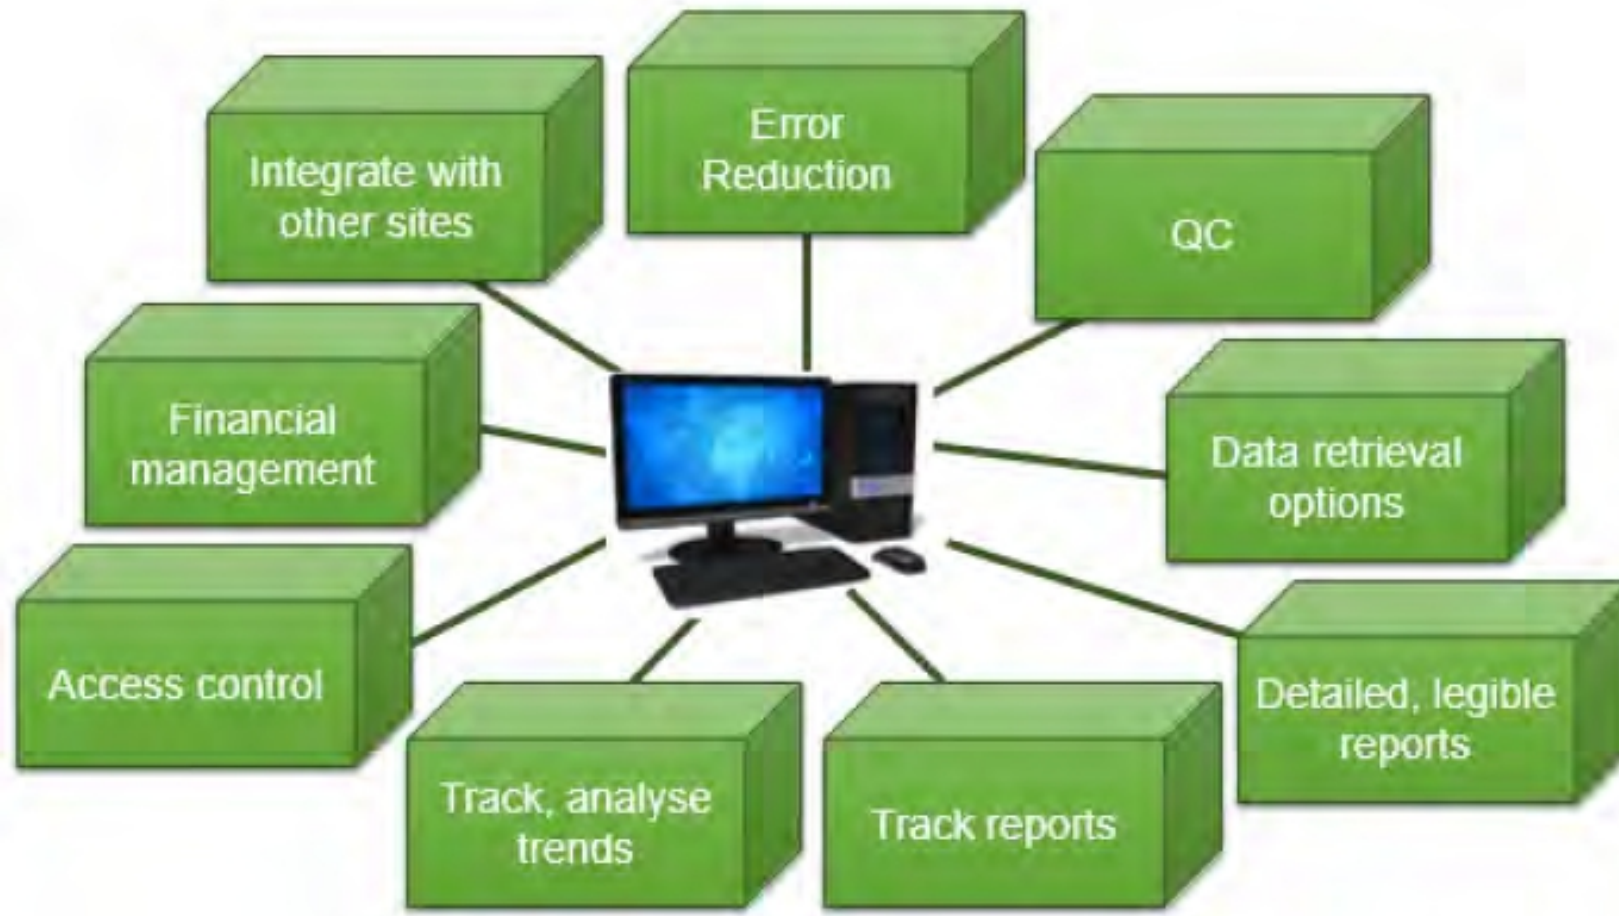 Error
Reduction
Integrate with
other sites
QC
Financial
management
Data retrieval
options
Access control
Detailed, legible
reports
Track, analyse
trends
Track reports